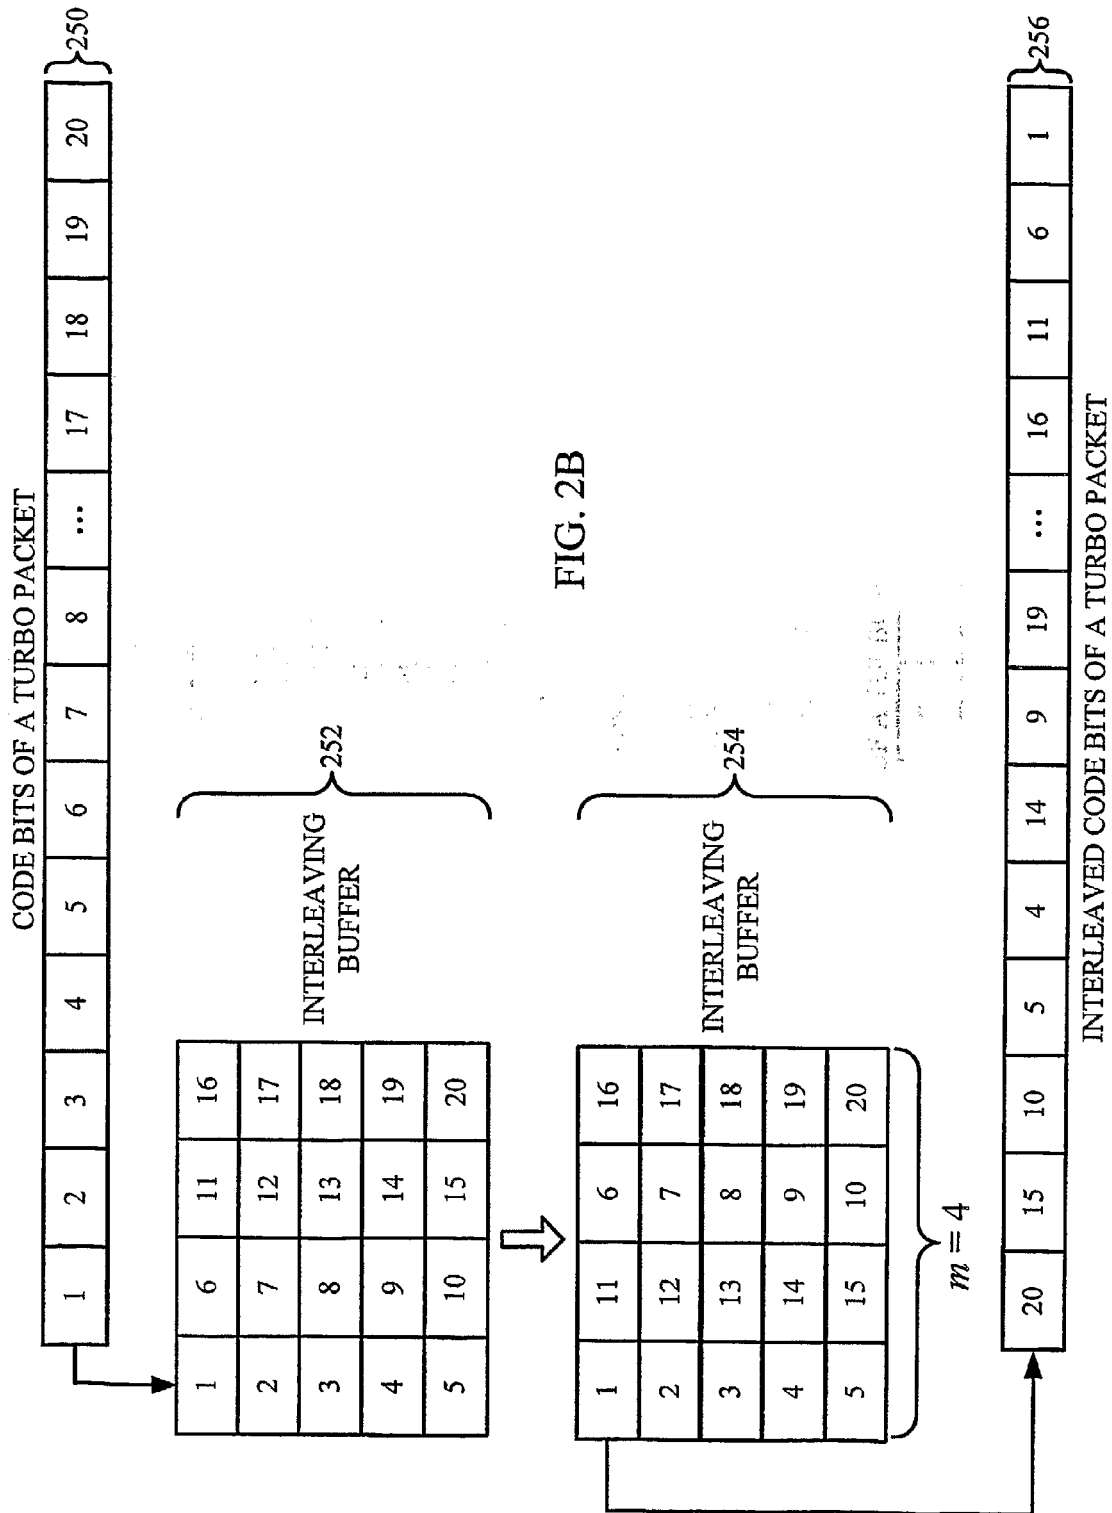 CODE BITS OF A TURBO PACKET
1 2 3 4 5 6 7 8 ... 17 18 19 20
250
1 6 11 16
2 7 12 17
3 8 13 18
4 9 14 19
5 10 15 20
INTERLEAVING
BUFFER
252
1 11 6 16
2 12 7 17
3 13 8 18
4 14 9 19
5 15 10 20
m = 4
INTERLEAVING
BUFFER
254
FIG. 2B
20 15 10 5 4 14 9 19 ... 16 11 6 1
256
INTERLEAVED CODE BITS OF A TURBO PACKET